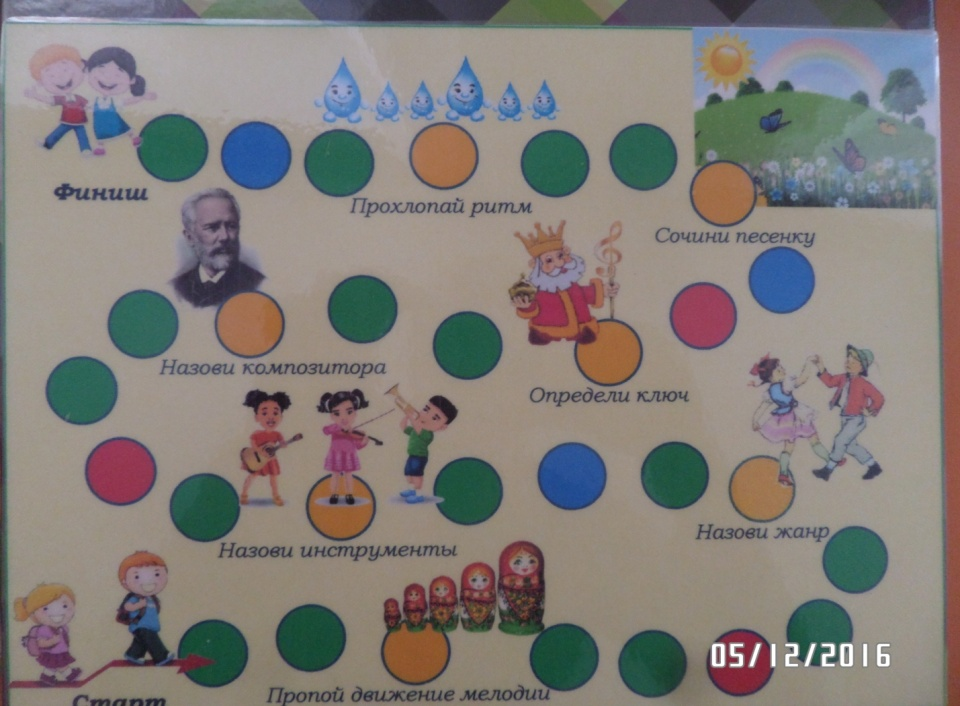 Финиш
Прохлопай ритм
Сочини песенку
Назови композитора
Определи ключ
Назови инструменты
Назови жанр
Старт
Пропой движение мелодии
05/12/2016